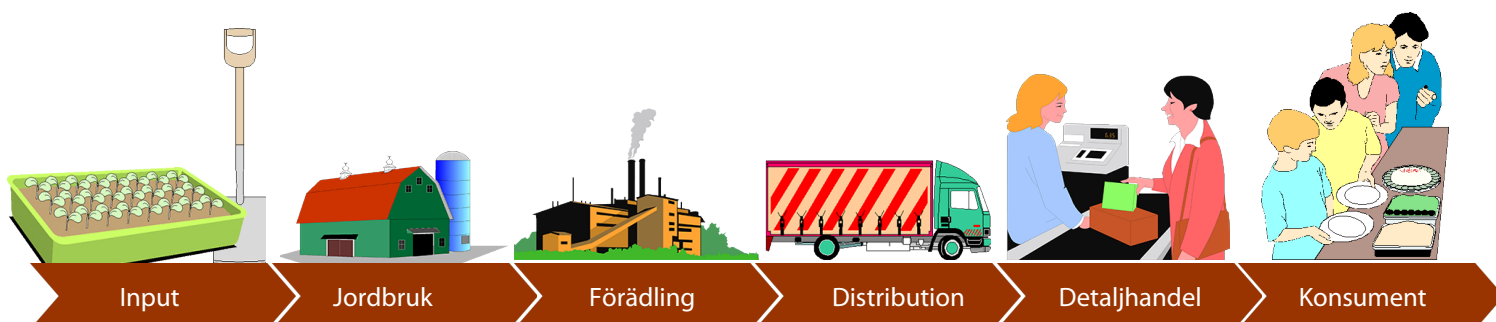 Input
Jordbruk
Förädling
Distribution
Detaljhandel
Konsument